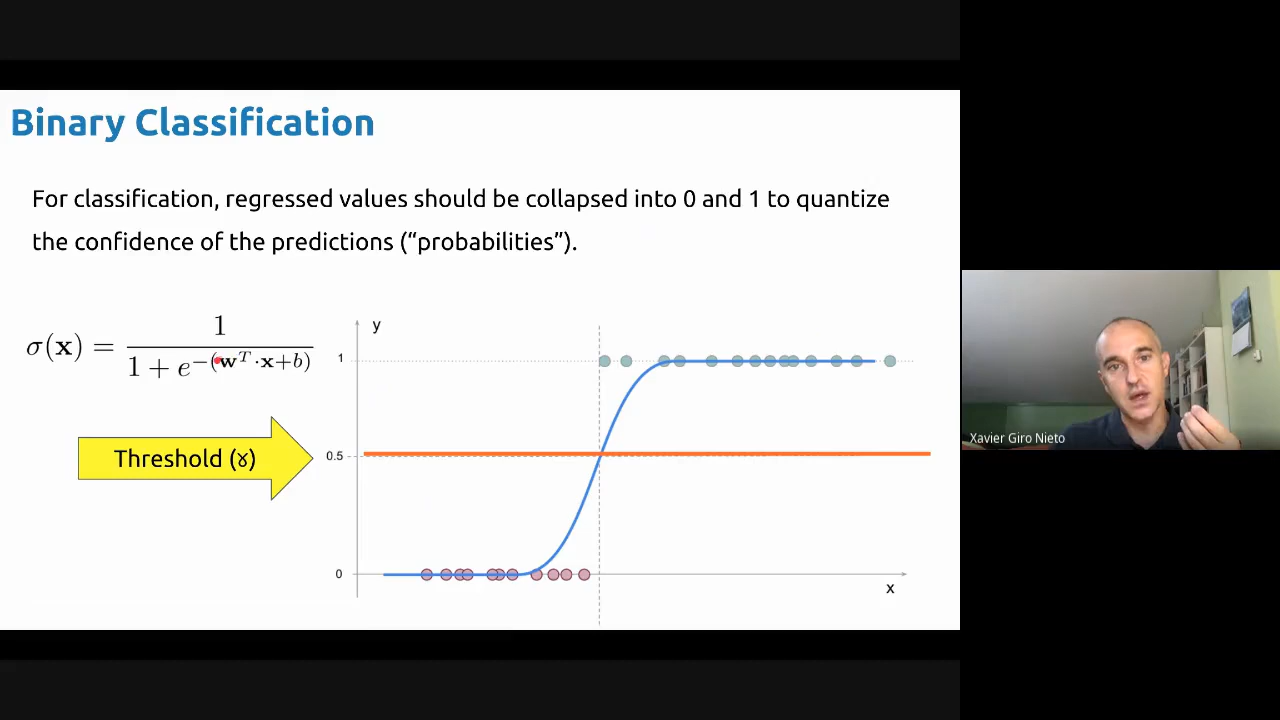 Binary Classification
For classification, regressed values should be collapsed into 0 and 1 to quantize
the confidence of the predictions (“probabilities”).
σ(x) = 1 / (1 + e^−(w^T · x + b))
Threshold (ɤ)
y
1
0.5
0
x
Xavier Giro Nieto